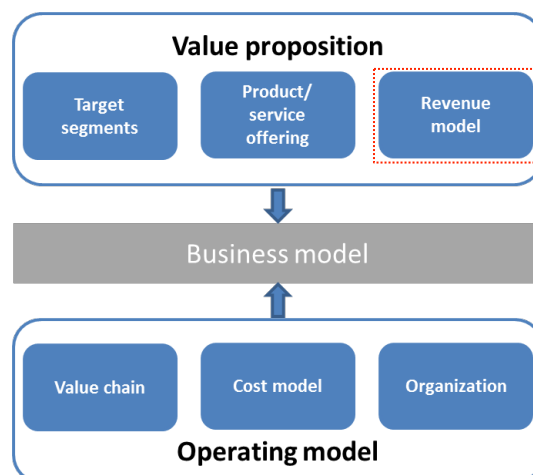 Value proposition
Target
segments
Product/
service
offering
Revenue
model
Business model
Value chain
Cost model
Organization
Operating model